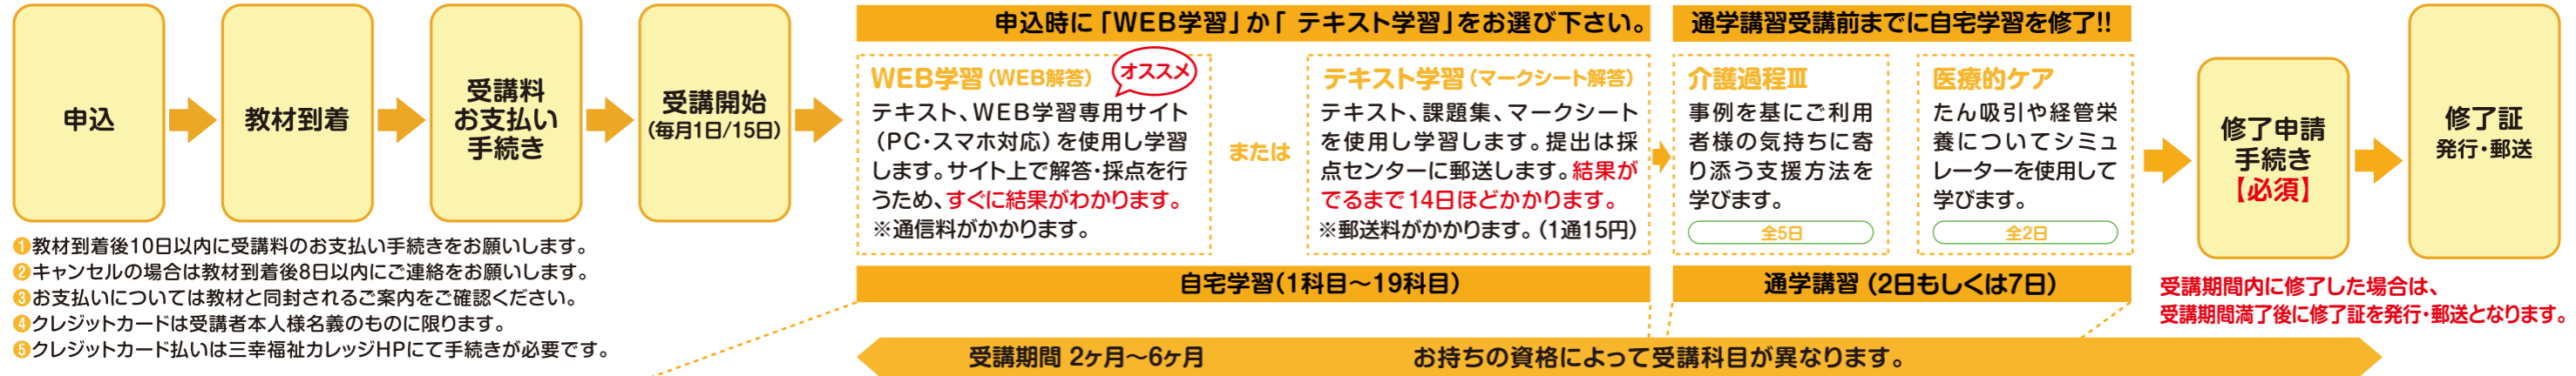 申込
教材到着
受講料
お支払い
手続き
受講開始
(毎月1日/15日)
❶教材到着後10日以内に受講料のお支払い手続きをお願いします。
❷キャンセルの場合は教材到着後8日以内にご連絡をお願いします。
❸お支払いについては教材と同封されるご案内をご確認ください。
❹クレジットカードは受講者本人様名義のものに限ります。
❺クレジットカード払いは三幸福祉カレッジHPにて手続きが必要です。
申込時に「WEB学習」か「 テキスト学習」をお選び下さい。
WEB学習(WEB解答)
オススメ
テキスト、WEB学習専用サイト
(PC・スマホ対応)を使用し学習
します。サイト上で解答・採点を行
うため、すぐに結果がわかります。
※通信料がかかります。
または
テキスト学習(マークシート解答)
テキスト、課題集、マークシート
を使用し学習します。提出は採
点センターに郵送します。結果が
でるまで14日ほどかかります。
※郵送料がかかります。(1通15円)
自宅学習(1科目〜19科目)
通学講習受講前までに自宅学習を修了!!
介護過程Ⅲ
事例を基にご利用
者様の気持ちに寄
り添う支援方法を
学びます。
全5日
医療的ケア
たん吸引や経管栄
養についてシミュ
レーターを使用して
学びます。
全2日
通学講習 (2日もしくは7日)
修了申請
手続き
【必須】
修了証
発行・郵送
受講期間内に修了した場合は、
受講期間満了後に修了証を発行・郵送となります。
受講期間 2ヶ月〜6ヶ月
お持ちの資格によって受講科目が異なります。